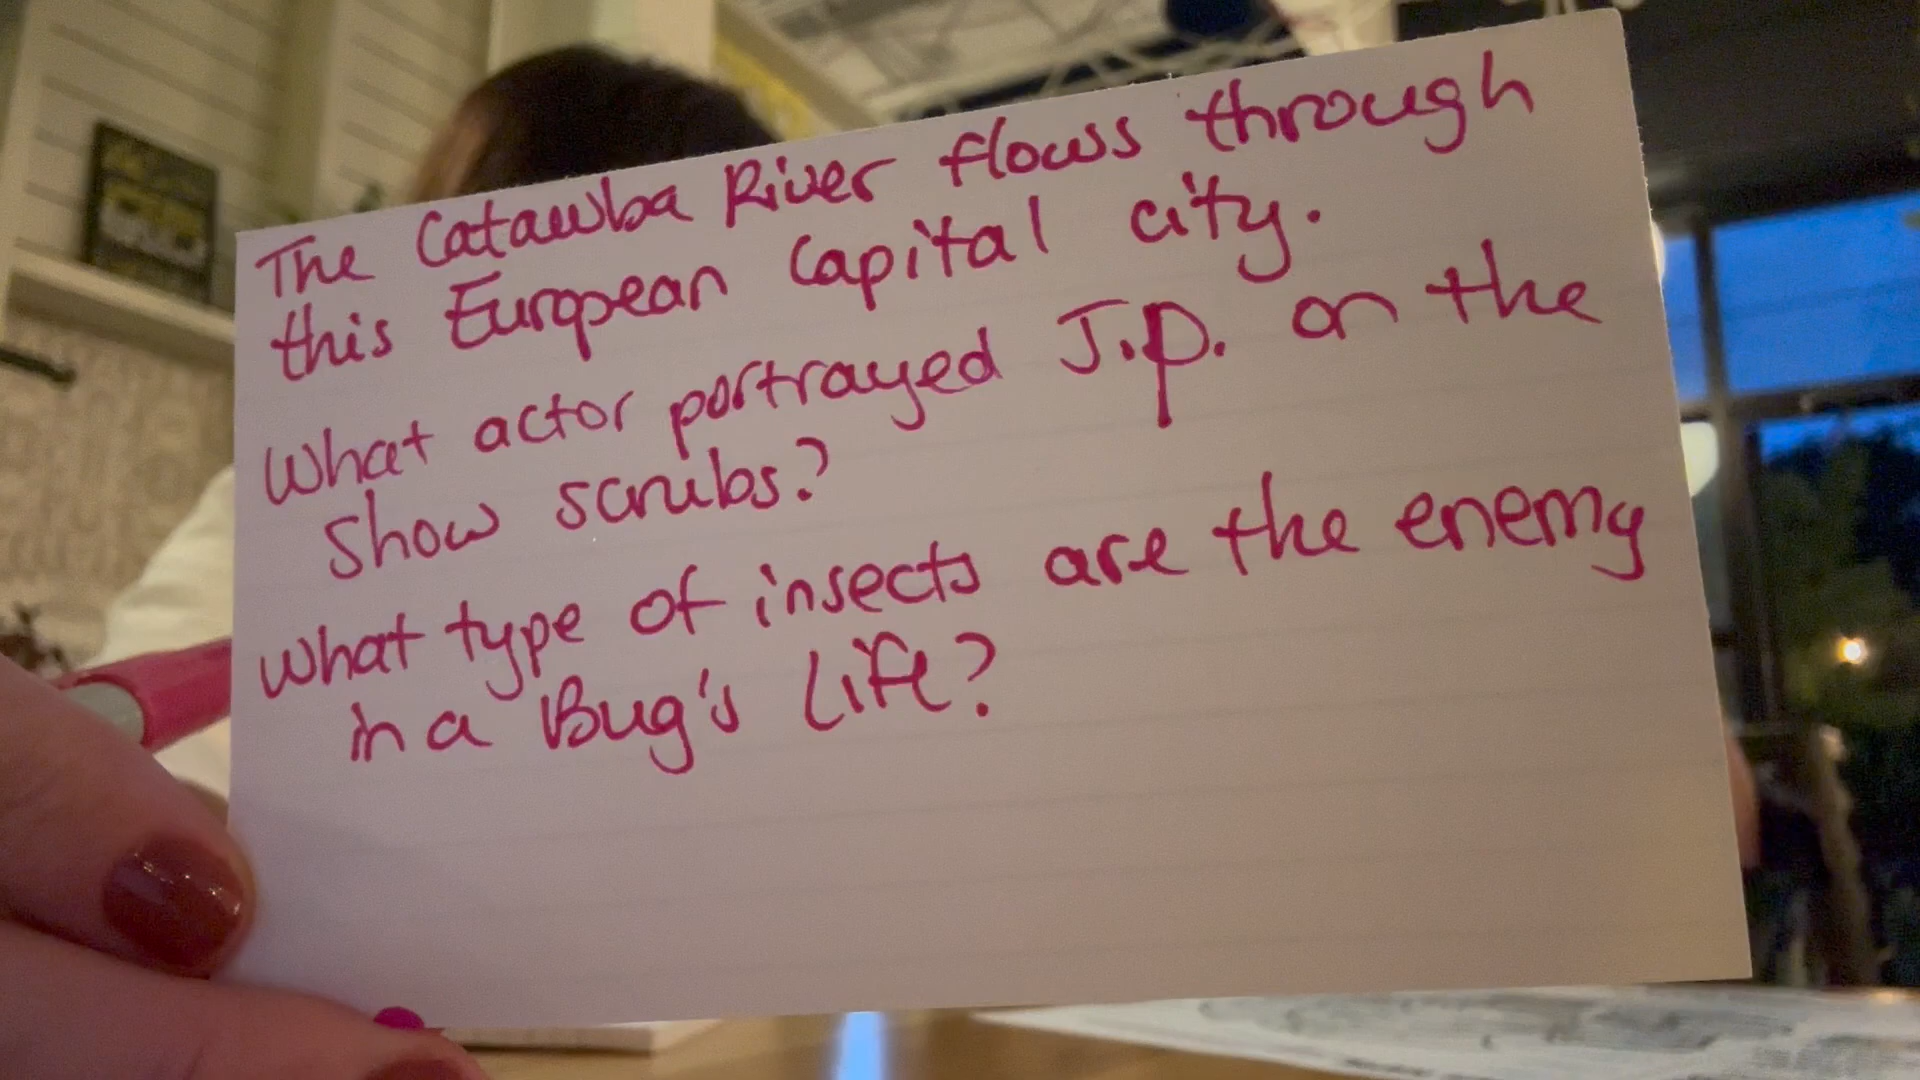 The Catawba River flows through
this European Capital city.
What actor portrayed J.D. on the
show scrubs?
What type of insects are the enemy
in a Bug's Life?